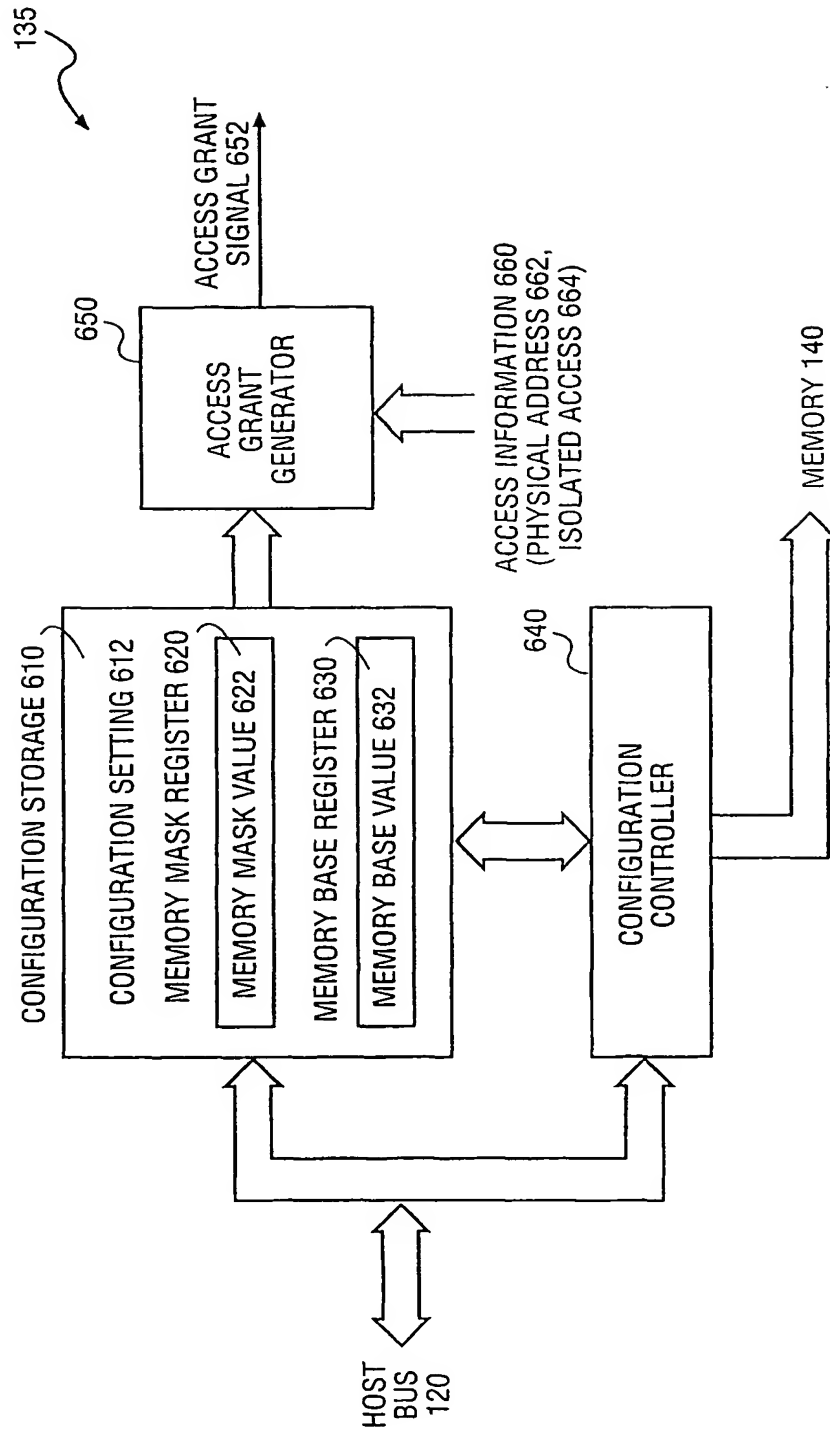 135
ACCESS GRANT
SIGNAL 652
650
ACCESS
GRANT
GENERATOR
ACCESS INFORMATION 660
(PHYSICAL ADDRESS 662,
ISOLATED ACCESS 664)
CONFIGURATION STORAGE 610
CONFIGURATION SETTING 612
MEMORY MASK REGISTER 620
MEMORY MASK VALUE 622
MEMORY BASE REGISTER 630
MEMORY BASE VALUE 632
640
CONFIGURATION
CONTROLLER
MEMORY 140
HOST
BUS
120